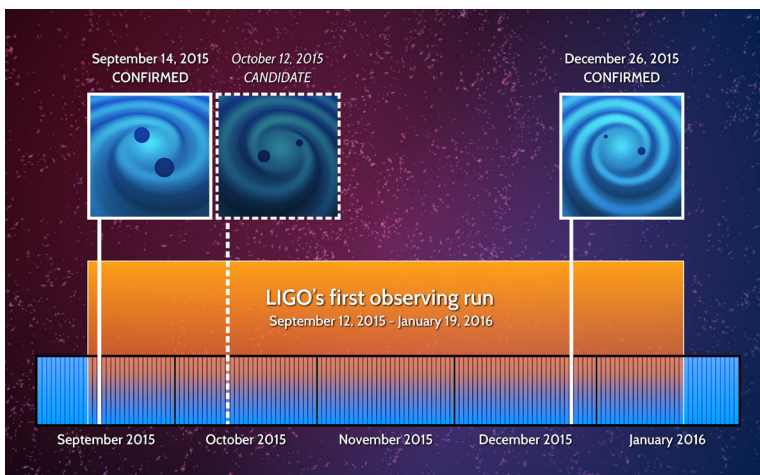 September 14, 2015
CONFIRMED
October 12, 2015
CANDIDATE
December 26, 2015
CONFIRMED
LIGO's first observing run
September 12, 2015 - January 19, 2016
September 2015
October 2015
November 2015
December 2015
January 2016